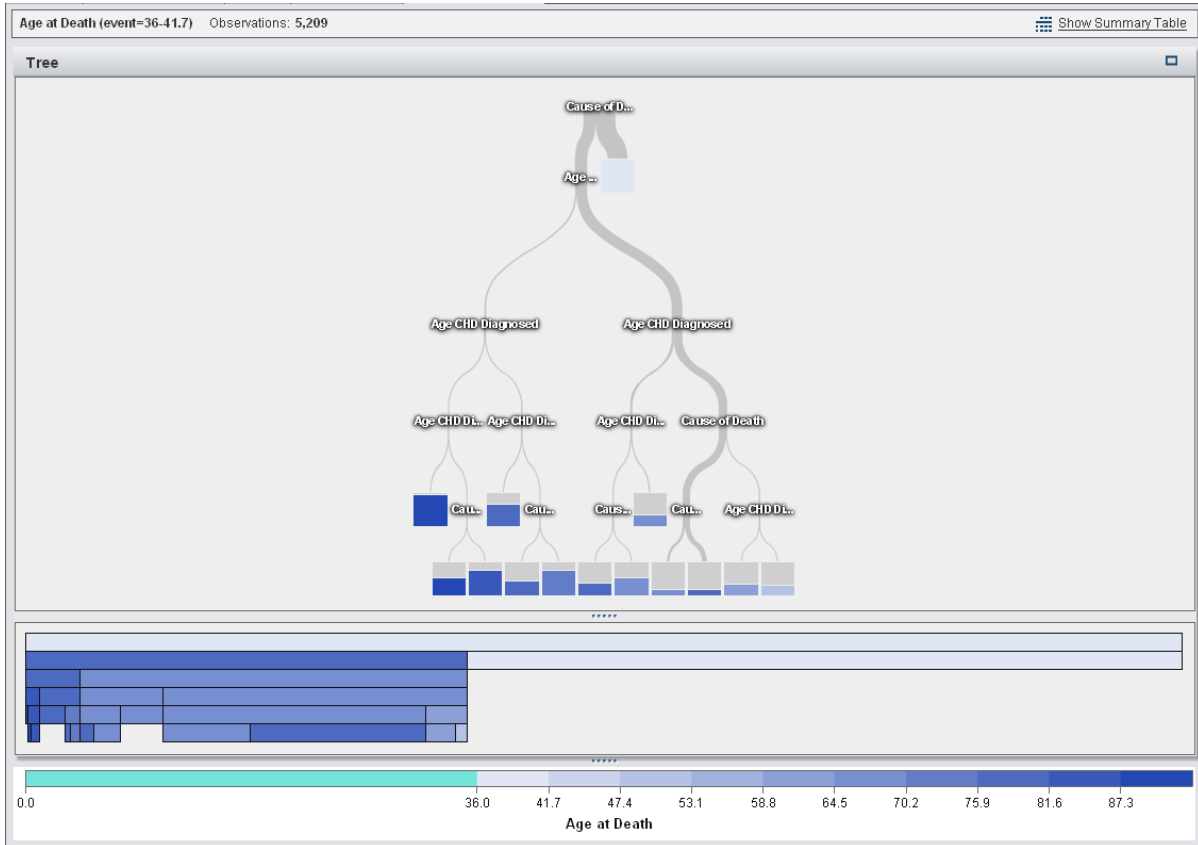 Age at Death (event=36-41.7) Observations: 5,209 Show Summary Table
Tree
Cause of D...
Age ...
Age CHD Diagnosed Age CHD Diagnosed
Age CHD Di... Age CHD Di... Age CHD Di... Cause of Death
Cau... Cau... Caus... Cau... Age CHD Di...
0.0 36.0 41.7 47.4 53.1 58.8 64.5 70.2 75.9 81.6 87.3
Age at Death